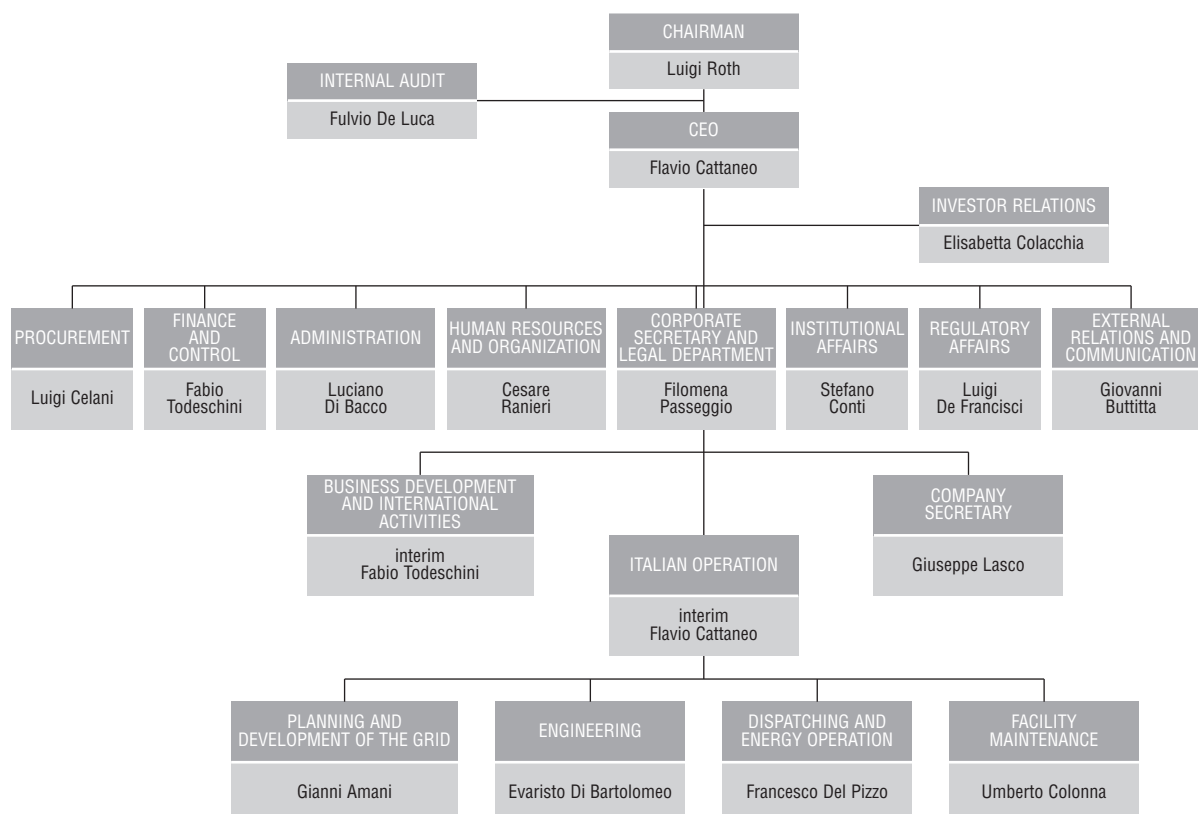 CHAIRMAN
Luigi Roth
INTERNAL AUDIT
Fulvio De Luca
CEO
Flavio Cattaneo
INVESTOR RELATIONS
Elisabetta Colacchia
PROCUREMENT
Luigi Celani
FINANCE
AND
CONTROL
Fabio
Todeschini
ADMINISTRATION
Luciano
Di Bacco
HUMAN RESOURCES
AND ORGANIZATION
Cesare
Ranieri
CORPORATE
SECRETARY AND
LEGAL DEPARTMENT
Filomena
Passeggio
INSTITUTIONAL
AFFAIRS
Stefano
Conti
REGULATORY
AFFAIRS
Luigi
De Francisci
EXTERNAL
RELATIONS AND
COMMUNICATION
Giovanni
Buttitta
BUSINESS DEVELOPMENT
AND INTERNATIONAL
ACTIVITIES
interim
Fabio Todeschini
COMPANY
SECRETARY
Giuseppe Lasco
ITALIAN OPERATION
interim
Flavio Cattaneo
PLANNING AND
DEVELOPMENT OF THE GRID
Gianni Amani
ENGINEERING
Evaristo Di Bartolomeo
DISPATCHING AND
ENERGY OPERATION
Francesco Del Pizzo
FACILITY
MAINTENANCE
Umberto Colonna